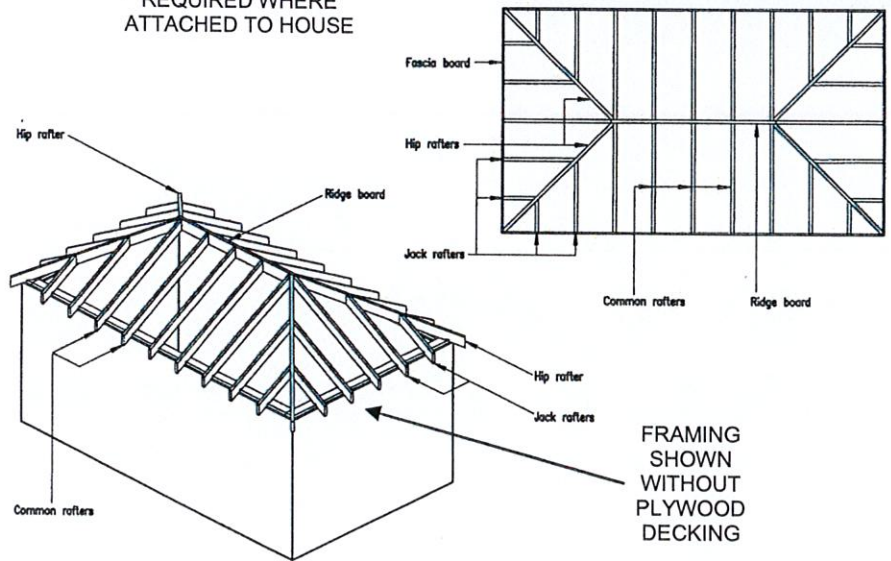 REQUIRED WHERE
ATTACHED TO HOUSE
Fascia board
Hip rafter
Hip rafters
Ridge board
Jack rafters
Common rafters
Ridge board
Hip rafter
Jack rafters
FRAMING
SHOWN
WITHOUT
PLYWOOD
DECKING
Common rafters